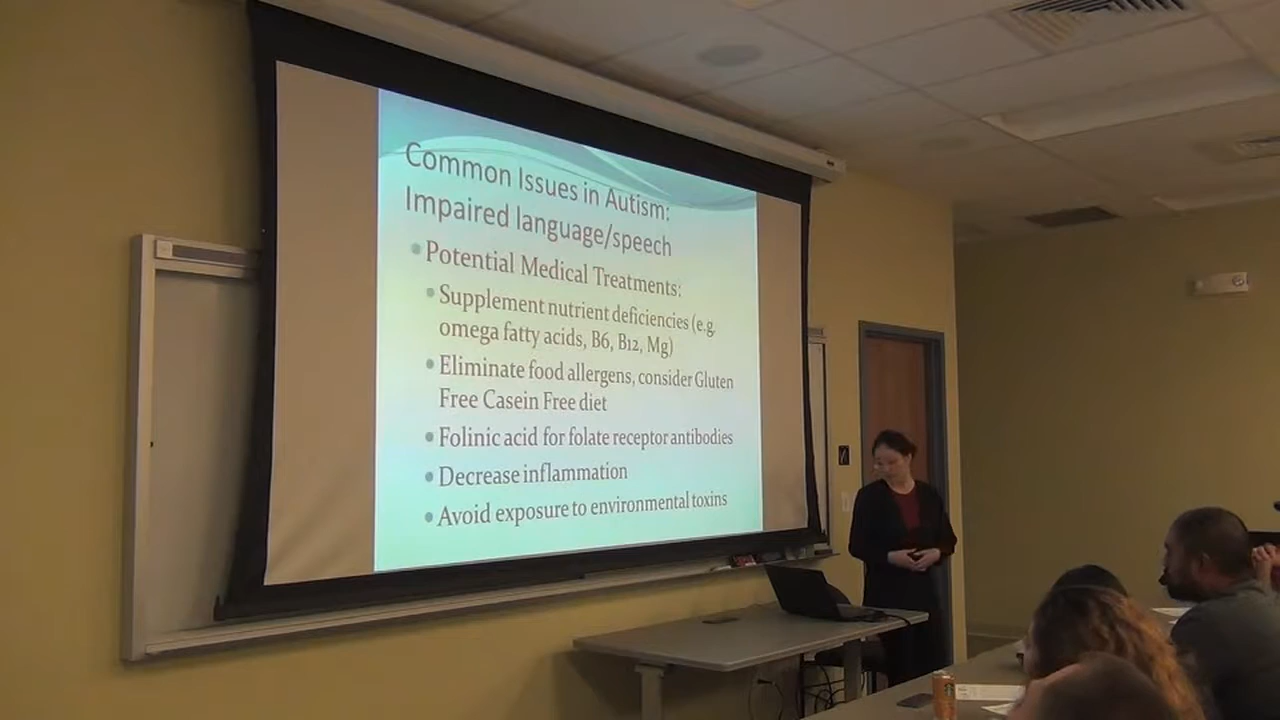 Common Issues in Autism:
Impaired language/speech
Potential Medical Treatments:
Supplement nutrient deficiencies (e.g.
omega fatty acids, B6, B12, Mg)
Eliminate food allergens, consider Gluten
Free Casein Free diet
Folinic acid for folate receptor antibodies
Decrease inflammation
Avoid exposure to environmental toxins